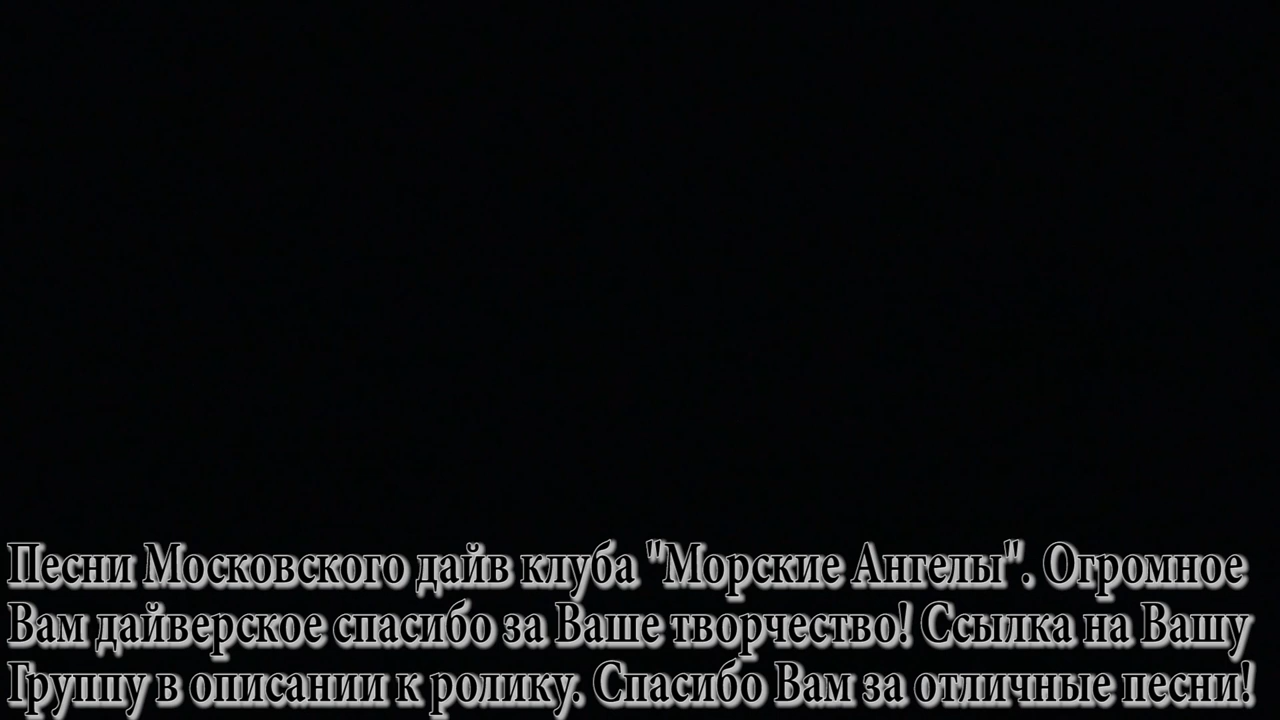 Песни Московского дайв клуба "Морские Ангелы". Огромное
Вам дайверское спасибо за Ваше творчество! Ссылка на Вашу
Группу в описании к ролику. Спасибо Вам за отличные песни!